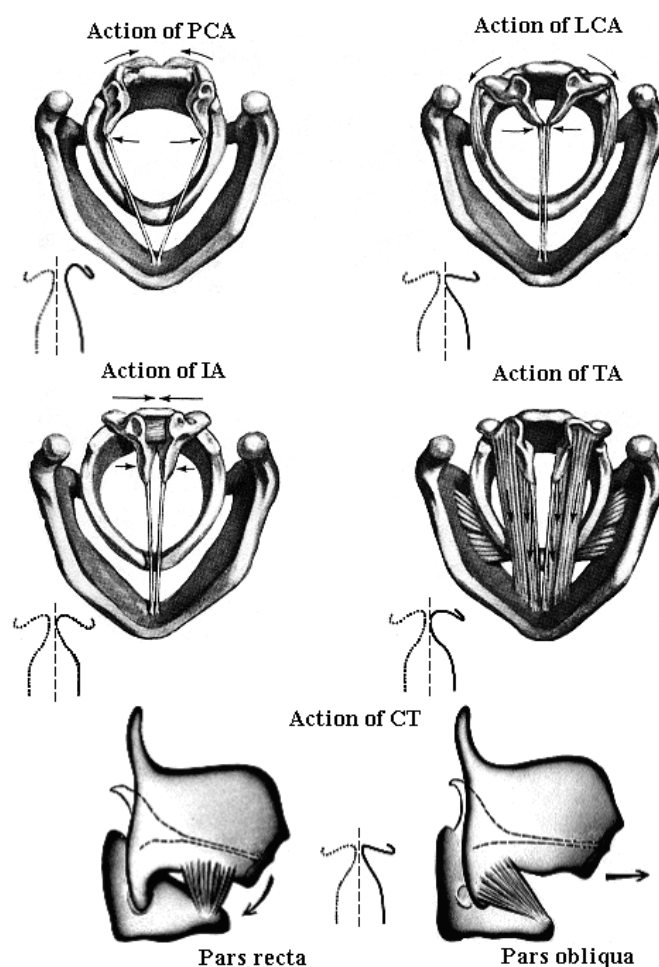 Action of PCA
Action of LCA
Action of IA
Action of TA
Action of CT
Pars recta
Pars obliqua